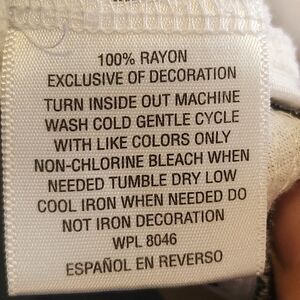 100% RAYON
EXCLUSIVE OF DECORATION
TURN INSIDE OUT MACHINE
WASH COLD GENTLE CYCLE
WITH LIKE COLORS ONLY
NON-CHLORINE BLEACH WHEN
NEEDED TUMBLE DRY LOW
COOL IRON WHEN NEEDED DO
NOT IRON DECORATION
WPL 8046
ESPAÑOL EN REVERSO